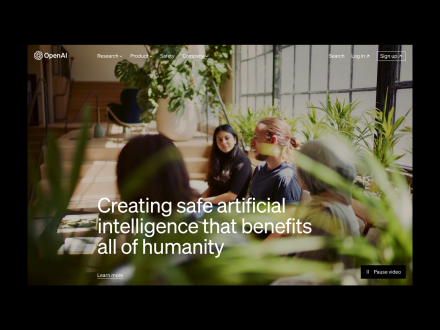 OpenAI
Research Product Safety Company
Search Log in Sign up
Creating safe artificial
intelligence that benefits
all of humanity
Learn more
Pause video